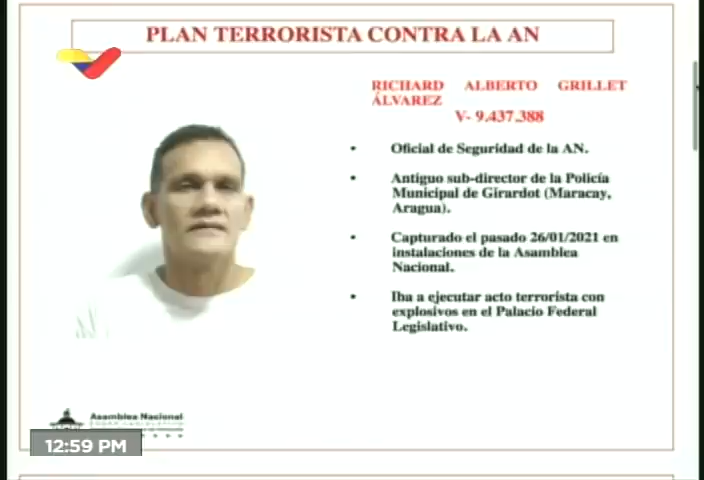 PLAN TERRORISTA CONTRA LA AN
RICHARD ALBERTO GRILLET
ÁLVAREZ
V- 9.437.388
• Oficial de Seguridad de la AN.
• Antiguo sub-director de la Policía
Municipal de Girardot (Maracay,
Aragua).
• Capturado el pasado 26/01/2021 en
instalaciones de la Asamblea
Nacional.
• Iba a ejecutar acto terrorista con
explosivos en el Palacio Federal
Legislativo.
Asamblea Nacional
12:59 PM